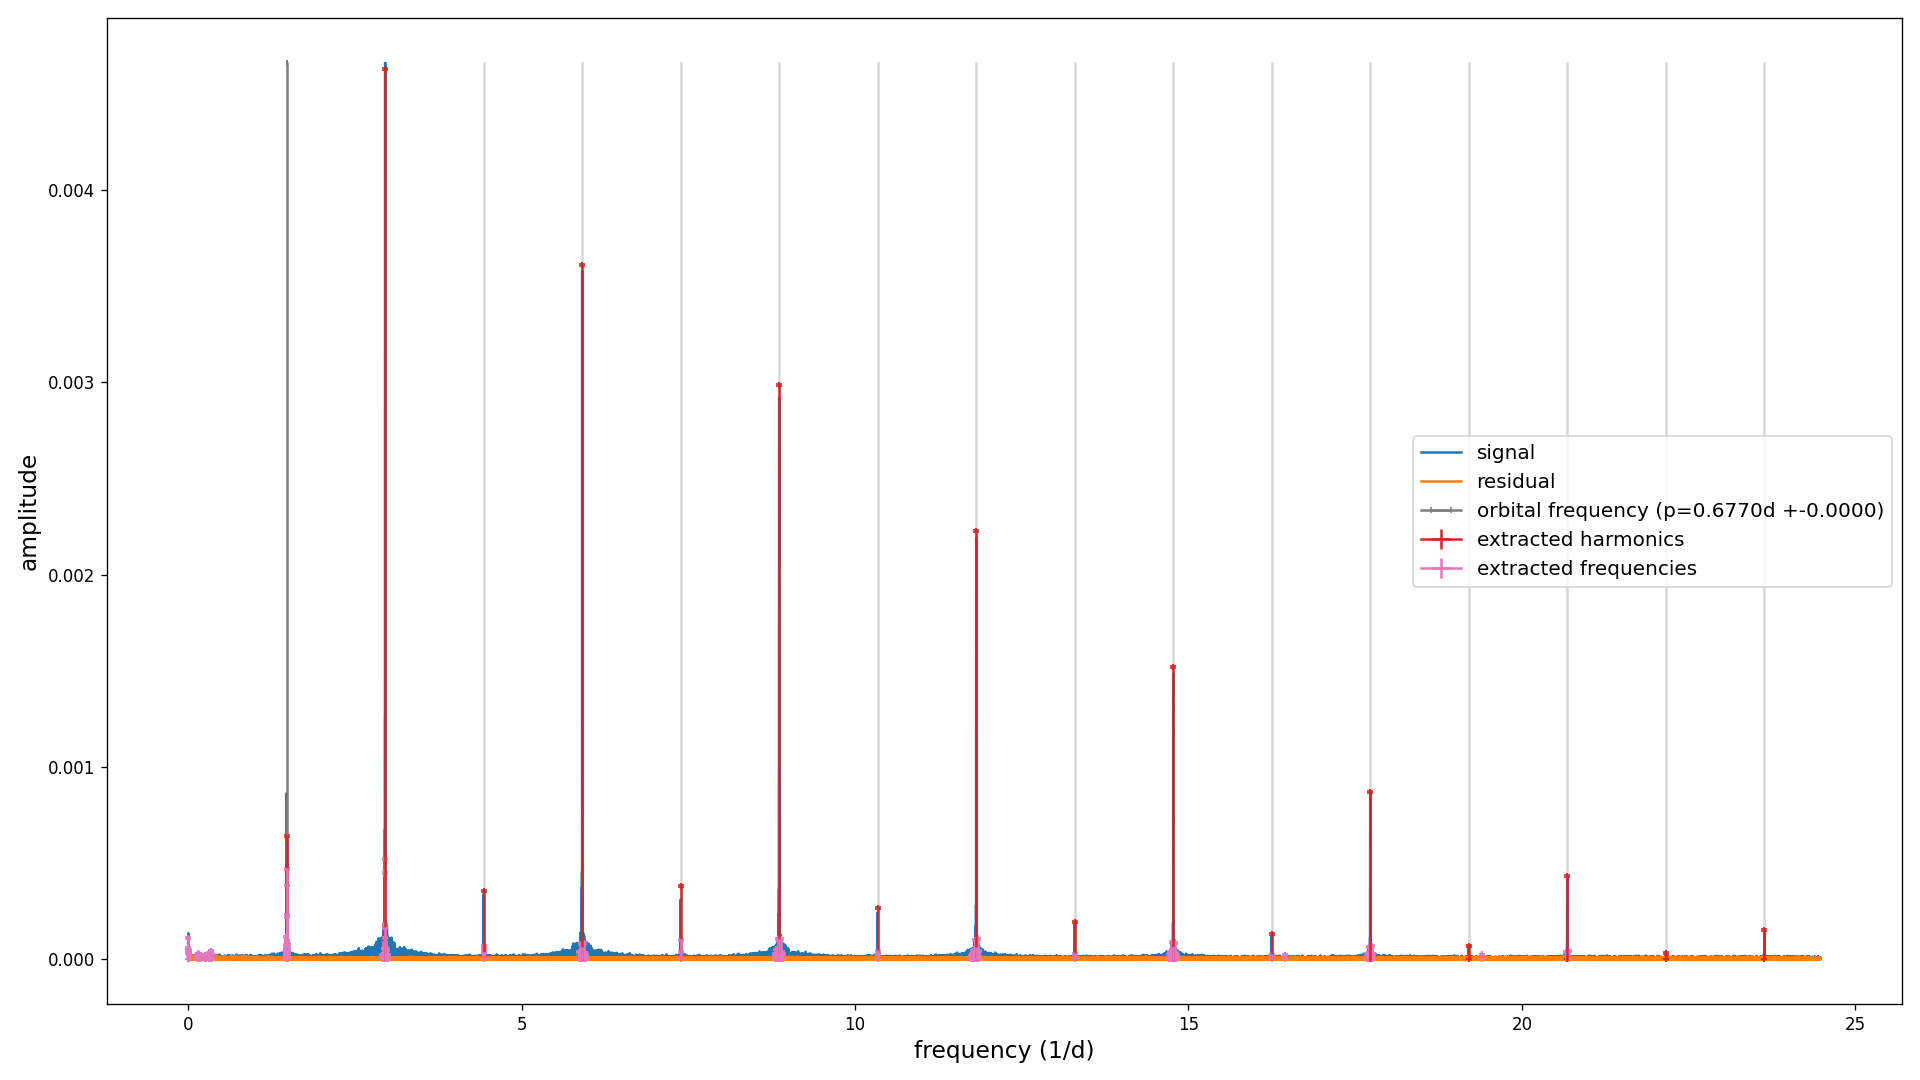 amplitude
0.004
0.003
0.002
0.001
0.000
signal
residual
orbital frequency (p=0.6770d +-0.0000)
extracted harmonics
extracted frequencies
0 5 10 15 20 25
frequency (1/d)